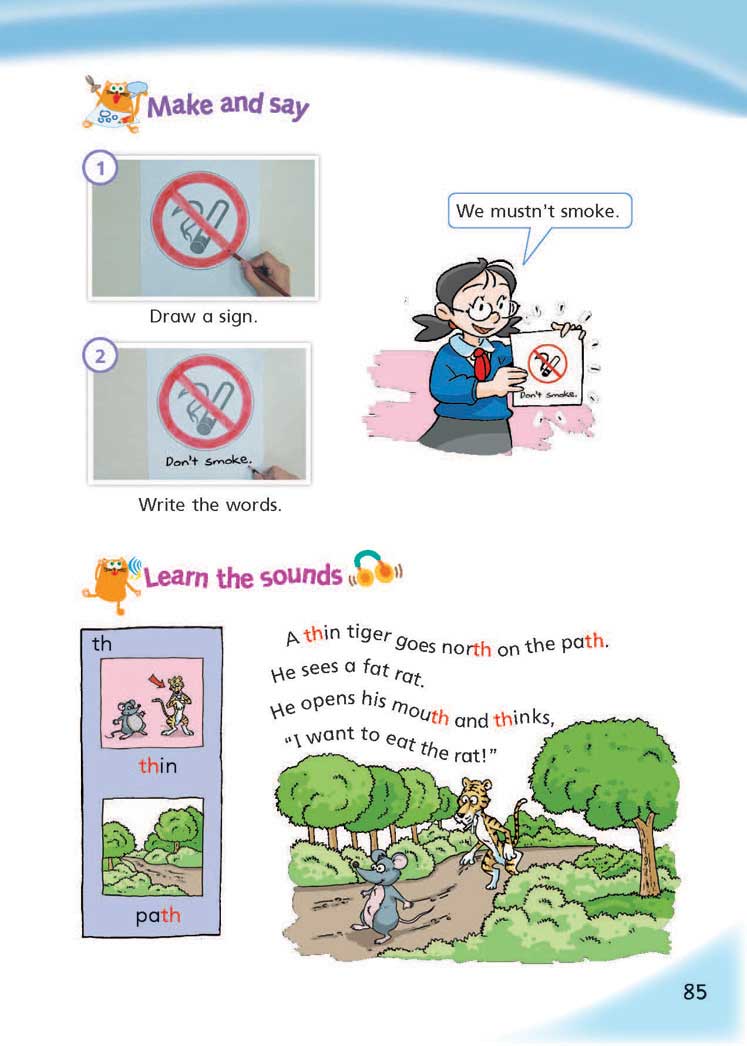 Make and say
1
Draw a sign.
2
Don't smoke.
Write the words.
We mustn't smoke.
Don't smoke.
Learn the sounds
th
thin
path
A thin tiger goes north on the path.
He sees a fat rat.
He opens his mouth and thinks,
"I want to eat the rat!"
85